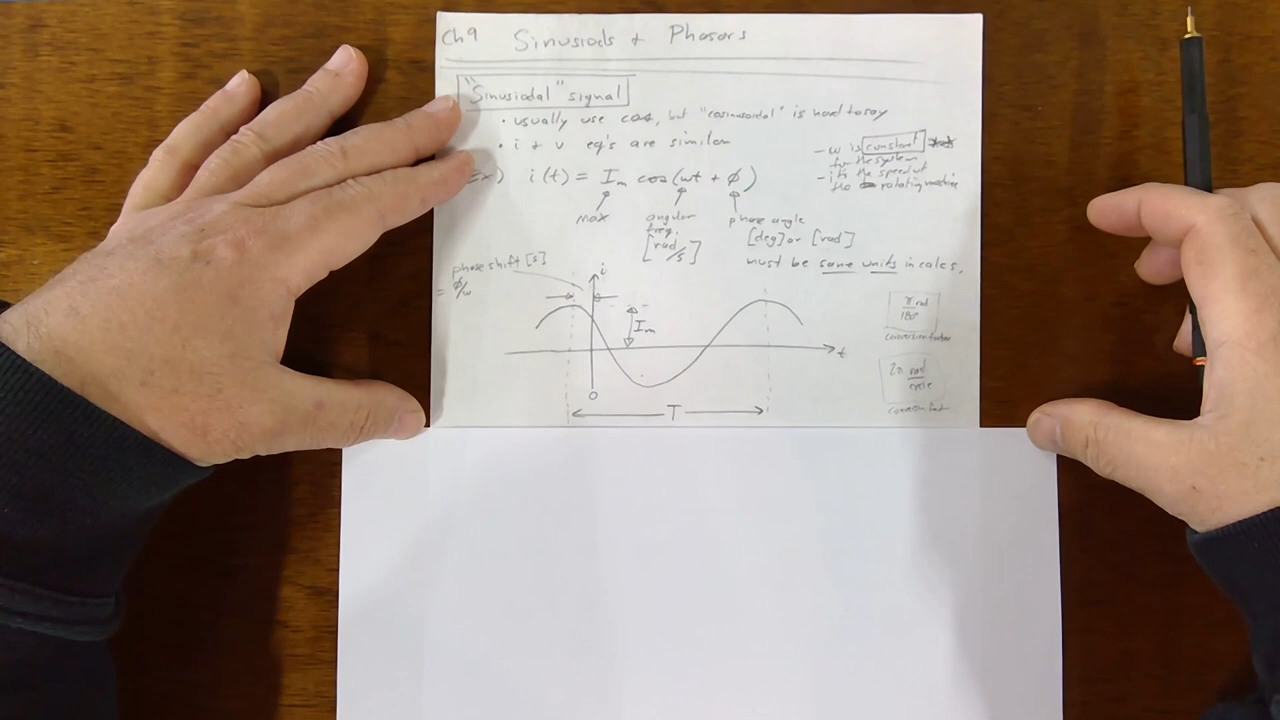 Ch9 Sinusiods + Phasors
"Sinusiodal" signal
• usually use cos, but "cosinusoidal" is hard to say
• i + v eq's are similar
- ω is constant
for the system
- it's the speed of
the rotating machine
Ex) i(t) = Im cos(ωt + ϕ)
max
angular
freq.
[rad/s]
phase angle
[deg] or [rad]
must be same units in calcs.
phase shift [s]
= ϕ/ω
i
Im
t
0
T
π rad
180°
conversion factor
2π rad
cycle
conversion fact